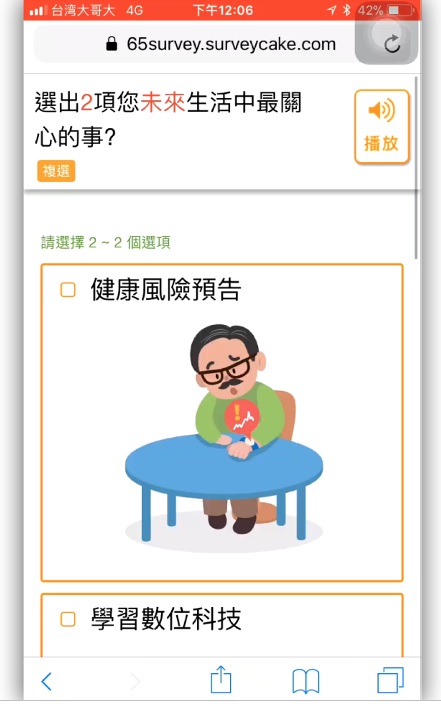 台湾大哥大 4G 下午12:06 42%
65survey.surveycake.com
選出2項您未來生活中最關
心的事?
播放
複選
請選擇 2 ~ 2 個選項
健康風險預告
學習數位科技